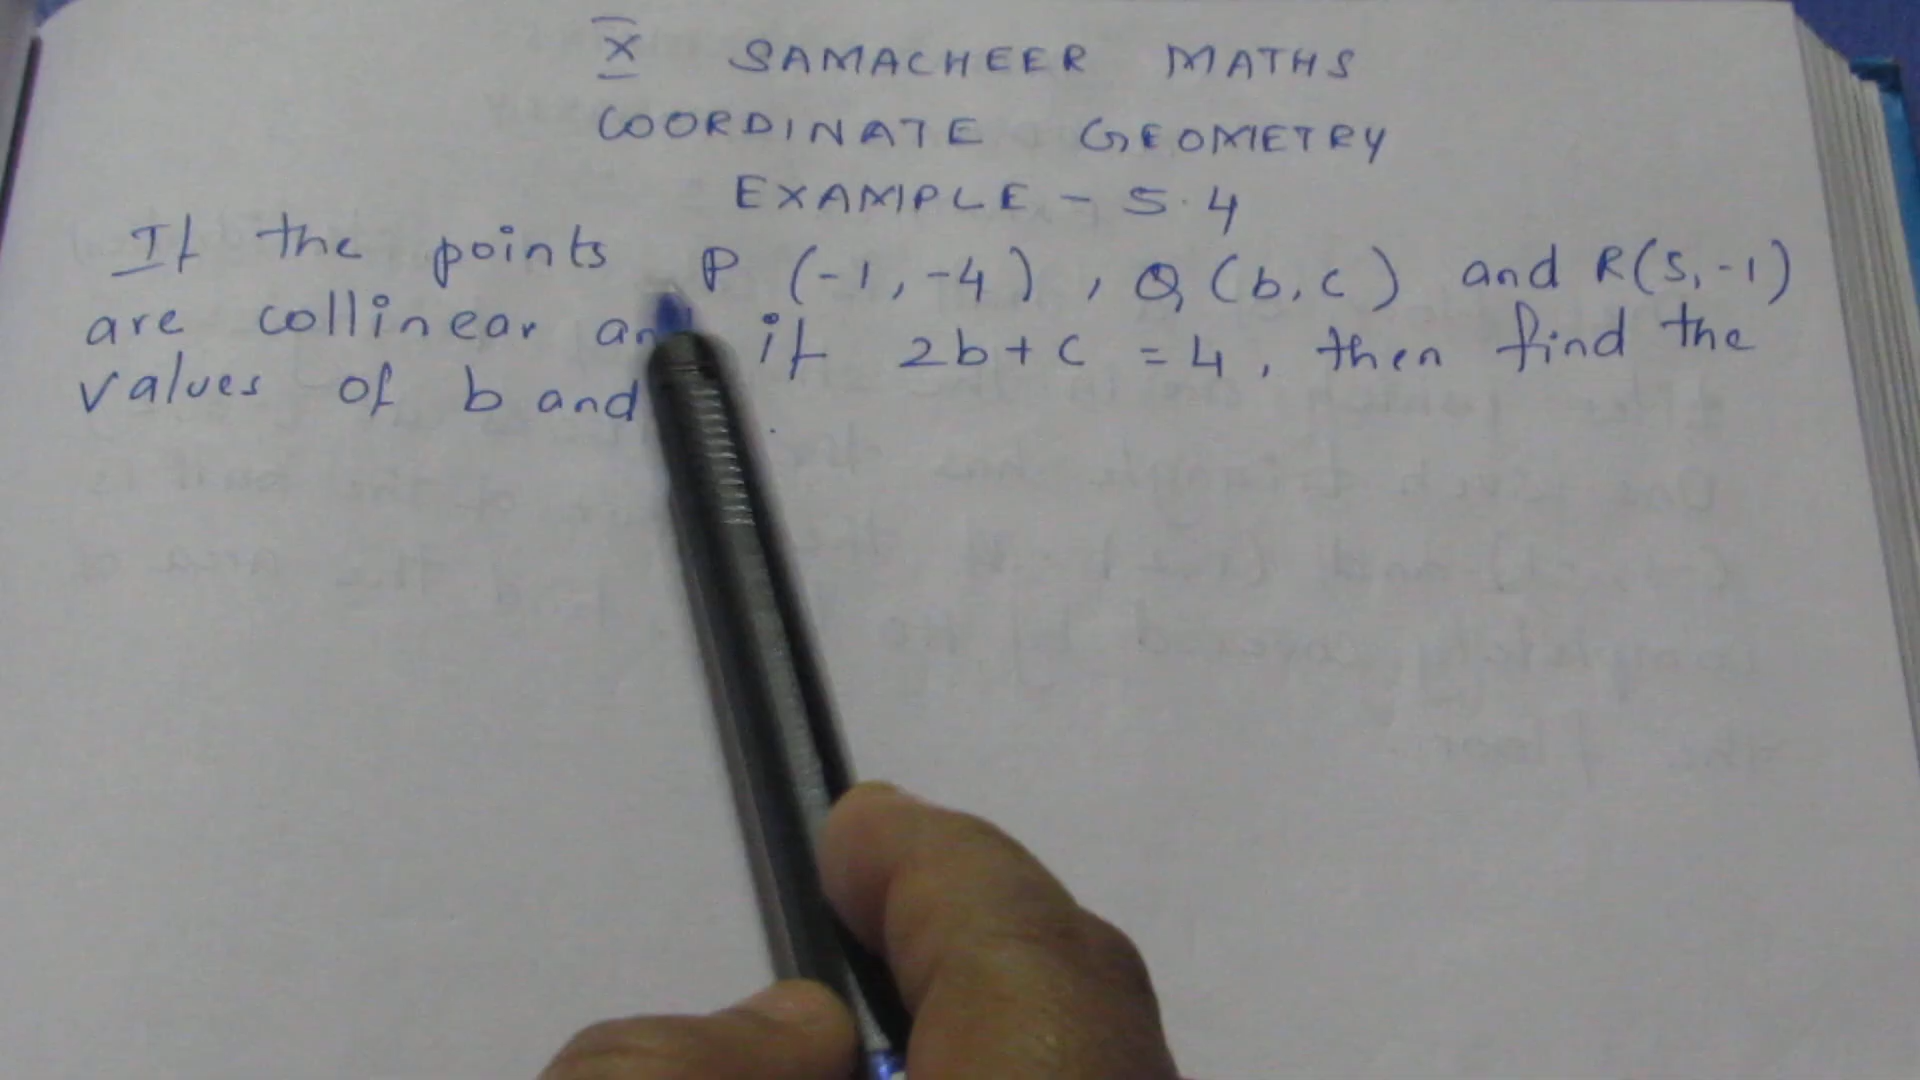 X SAMACHEER MATHS
COORDINATE GEOMETRY
EXAMPLE - 5.4
If the points P (-1, -4), Q (b, c) and R(5, -1)
are collinear if 2b + c = 4, then find the
values of b and